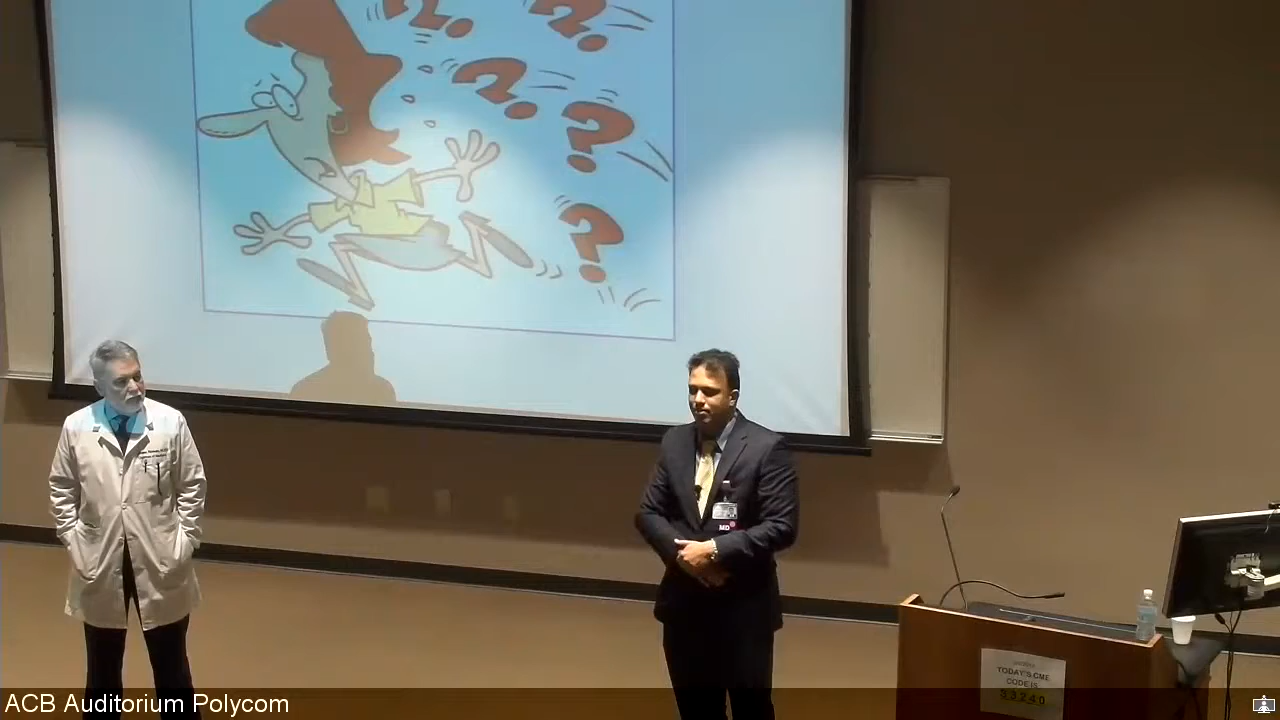 ? ? ? ? ?
MD
TODAY'S CME
CODE IS
33240
ACB Auditorium Polycom